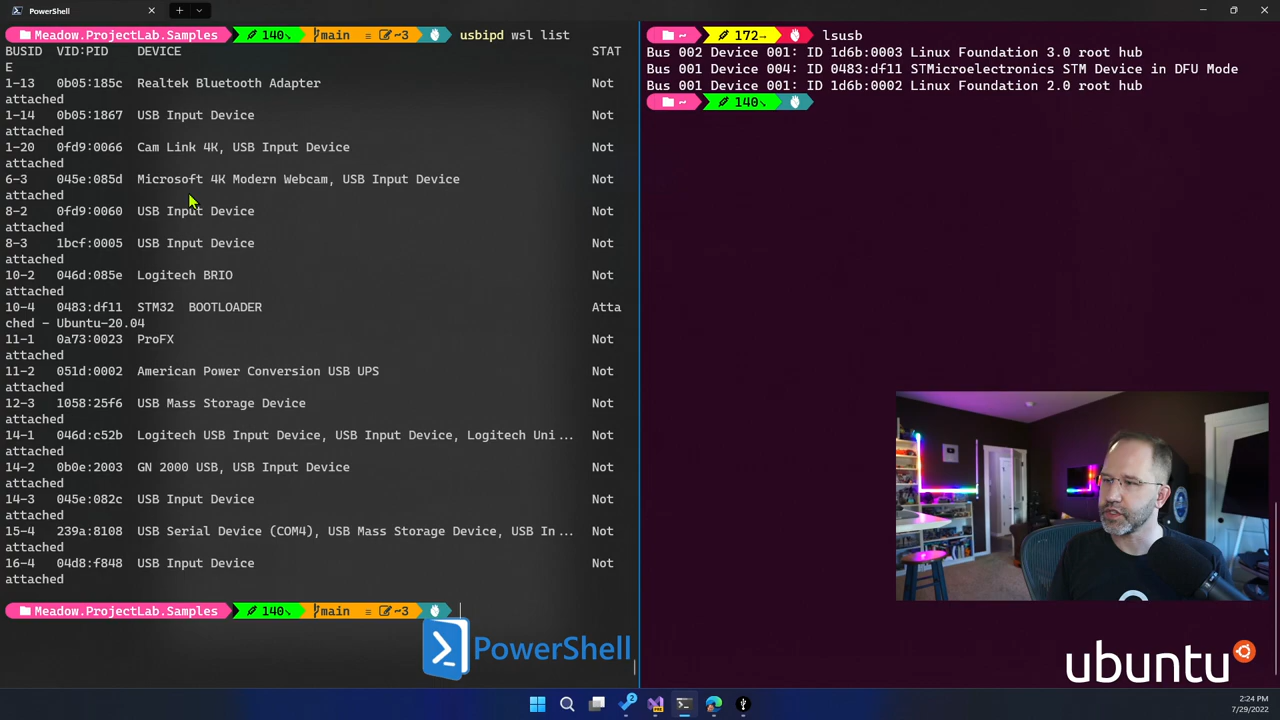 PowerShell
Meadow.ProjectLab.Samples 140 main ≡ ~3 usbipd wsl list
BUSID VID:PID DEVICE STAT
E
1-13 0b05:185c Realtek Bluetooth Adapter Not
attached
1-14 0b05:1867 USB Input Device Not
attached
1-20 0fd9:0066 Cam Link 4K, USB Input Device Not
attached
6-3 045e:085d Microsoft 4K Modern Webcam, USB Input Device Not
attached
8-2 0fd9:0060 USB Input Device Not
attached
8-3 1bcf:0005 USB Input Device Not
attached
10-2 046d:085e Logitech BRIO Not
attached
10-4 0483:df11 STM32 BOOTLOADER Atta
ched - Ubuntu-20.04
11-1 0a73:0023 ProFX Not
attached
11-2 051d:0002 American Power Conversion USB UPS Not
attached
12-3 1058:25f6 USB Mass Storage Device Not
attached
14-1 046d:c52b Logitech USB Input Device, USB Input Device, Logitech Uni... Not
attached
14-2 0b0e:2003 GN 2000 USB, USB Input Device Not
attached
14-3 045e:082c USB Input Device Not
attached
15-4 239a:8108 USB Serial Device (COM4), USB Mass Storage Device, USB In... Not
attached
16-4 04d8:f848 USB Input Device Not
attached
Meadow.ProjectLab.Samples 140 main ≡ ~3
PowerShell
~ 172 lsusb
Bus 002 Device 001: ID 1d6b:0003 Linux Foundation 3.0 root hub
Bus 001 Device 004: ID 0483:df11 STMicroelectronics STM Device in DFU Mode
Bus 001 Device 001: ID 1d6b:0002 Linux Foundation 2.0 root hub
~ 140
ubuntu
2
2:24 PM
7/29/2022